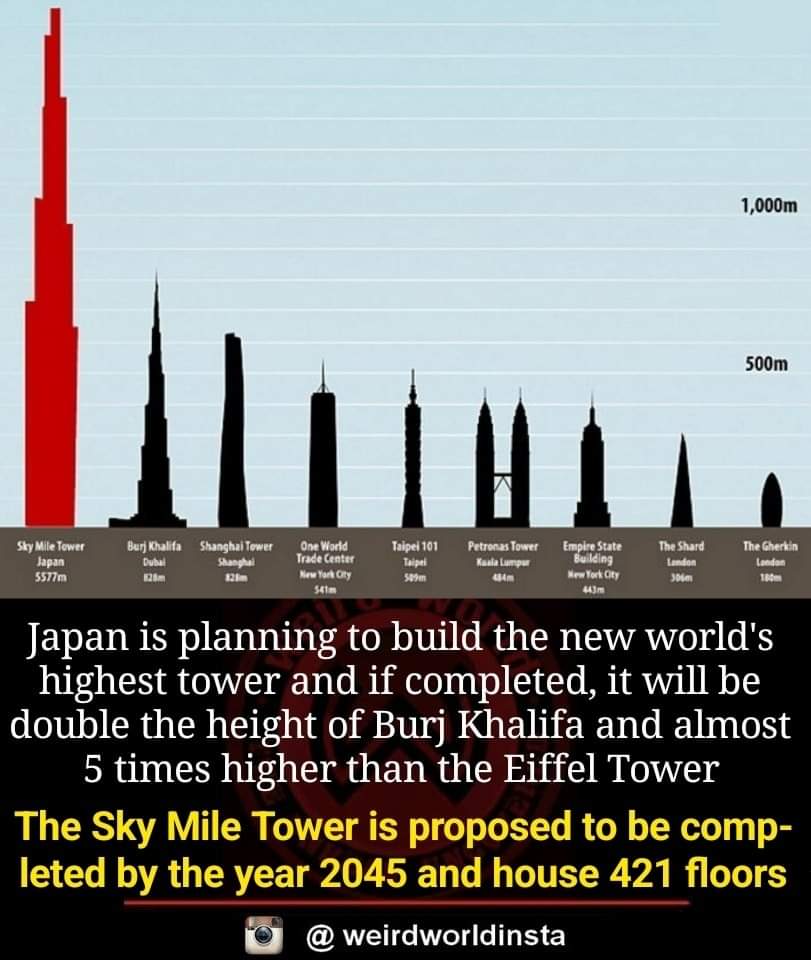 1,000m
500m
Sky Mile Tower
Japan
5577m
Burj Khalifa
Dubai
828m
Shanghai Tower
Shanghai
828m
One World
Trade Center
New York City
541m
Taipei 101
Taipei
509m
Petronas Tower
Kuala Lumpur
484m
Empire State
Building
New York City
443m
The Shard
London
306m
The Gherkin
London
180m
Japan is planning to build the new world's
highest tower and if completed, it will be
double the height of Burj Khalifa and almost
5 times higher than the Eiffel Tower
The Sky Mile Tower is proposed to be comp-
leted by the year 2045 and house 421 floors
@ weirdworldinsta